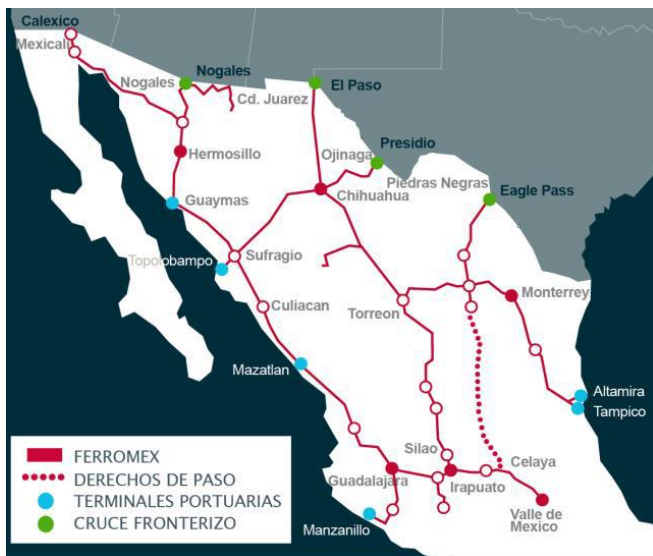 Calexico
Mexicali
Nogales
Nogales
Cd. Juarez
El Paso
Hermosillo
Ojinaga
Presidio
Piedras Negras
Eagle Pass
Guaymas
Chihuahua
Topolobampo
Sufragio
Culiacan
Torreon
Monterrey
Mazatlan
Altamira
Tampico
Silao
Celaya
Guadalajara
Irapuato
Valle de
Mexico
Manzanillo
FERROMEX
DERECHOS DE PASO
TERMINALES PORTUARIAS
CRUCE FRONTERIZO